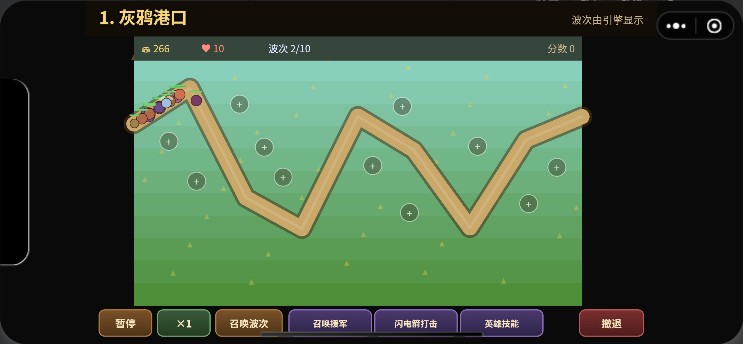 1. 灰鸦港口
波次由引擎显示
266
10
波次 2/10
分数 0
暂停
×1
召唤波次
召唤援军
闪电箭打击
英雄技能
撤退